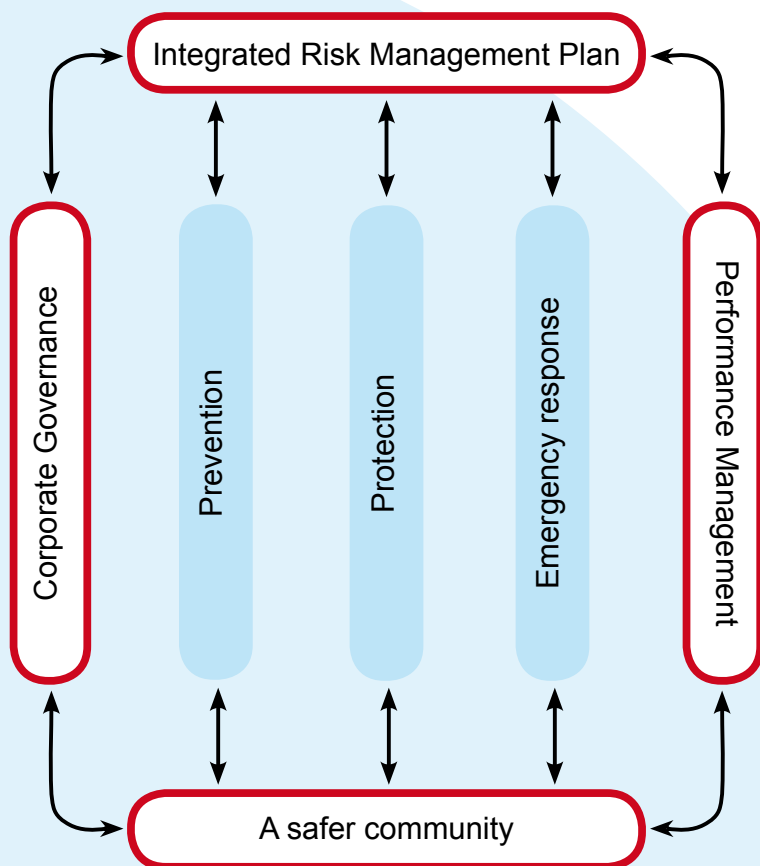 Integrated Risk Management Plan
Corporate Governance
Prevention
Protection
Emergency response
Performance Management
A safer community